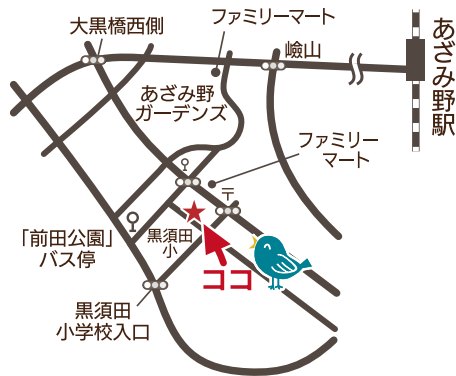 ファミリーマート
大黒橋西側
嶮山
あざみ野駅
あざみ野
ガーデンズ
ファミリー
マート
〒
「前田公園」
バス停
黒須田
小
ココ
黒須田
小学校入口